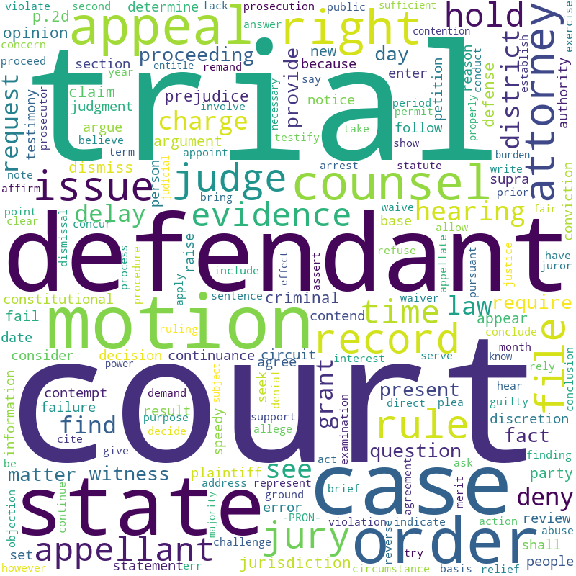 violate second determine lack prosecution public answer sufficient
concern p.2d
appeal right hold
opinion proceeding day contention exercise
proceed section new because enter
year entitle remand say
request testimony prosecutor claim judgment prejudice provide notice petition reason defense conduct properly establish district attorney authority
trial
argue charge involve necessary period permit follow
believe argument testify take
dismiss term appoint show statute burden
note affirm issue person judicial judge bring arrest counsel write supra prior conviction
point clear dismissal concur delay evidence waive base hearing fair
process procedure raise apply include effect assert refuse allow appellate pursuant justice juror have
defendant
constitutional sentence criminal waiver law require
fail motion ruling contend time appear conclude
date record month file
consider decision continuance circuit interest serve know rely conclusion
information power agree
contempt demand subject seek denial grant present hear guilty
court
failure result support direct plea discretion
find purpose speedy allege examination rule fact
cite decide
be give question finding
matter witness plaintiff see act ask party
continue address represent agreement merit deny
state ground brief case
objection majority error -PRON- violation indicate action review
appellant jury reverse order shall abuse
set challenge jurisdiction try people
however statement err circumstance basis relief